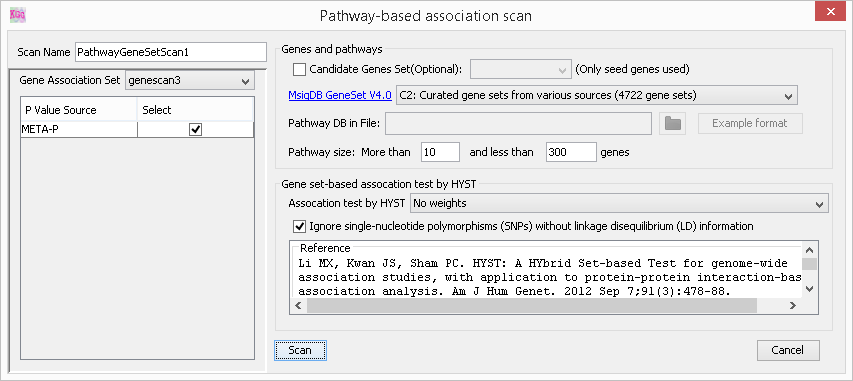 KGG
Pathway-based association scan
Scan Name PathwayGeneSetScan1
Gene Association Set genescan3
P Value Source Select
META-P
Genes and pathways
Candidate Genes Set(Optional): (Only seed genes used)
MsigDB GeneSet V4.0 C2: Curated gene sets from various sources (4722 gene sets)
Pathway DB in File: Example format
Pathway size: More than 10 and less than 300 genes
Gene set-based assocation test by HYST
Assocation test by HYST No weights
Ignore single-nucleotide polymorphisms (SNPs) without linkage disequilibrium (LD) information
Reference
Li MX, Kwan JS, Sham PC. HYST: A HYbrid Set-based Test for genome-wide
association studies, with application to protein-protein interaction-bas
association analysis. Am J Hum Genet. 2012 Sep 7;91(3):478-88.
Scan Cancel